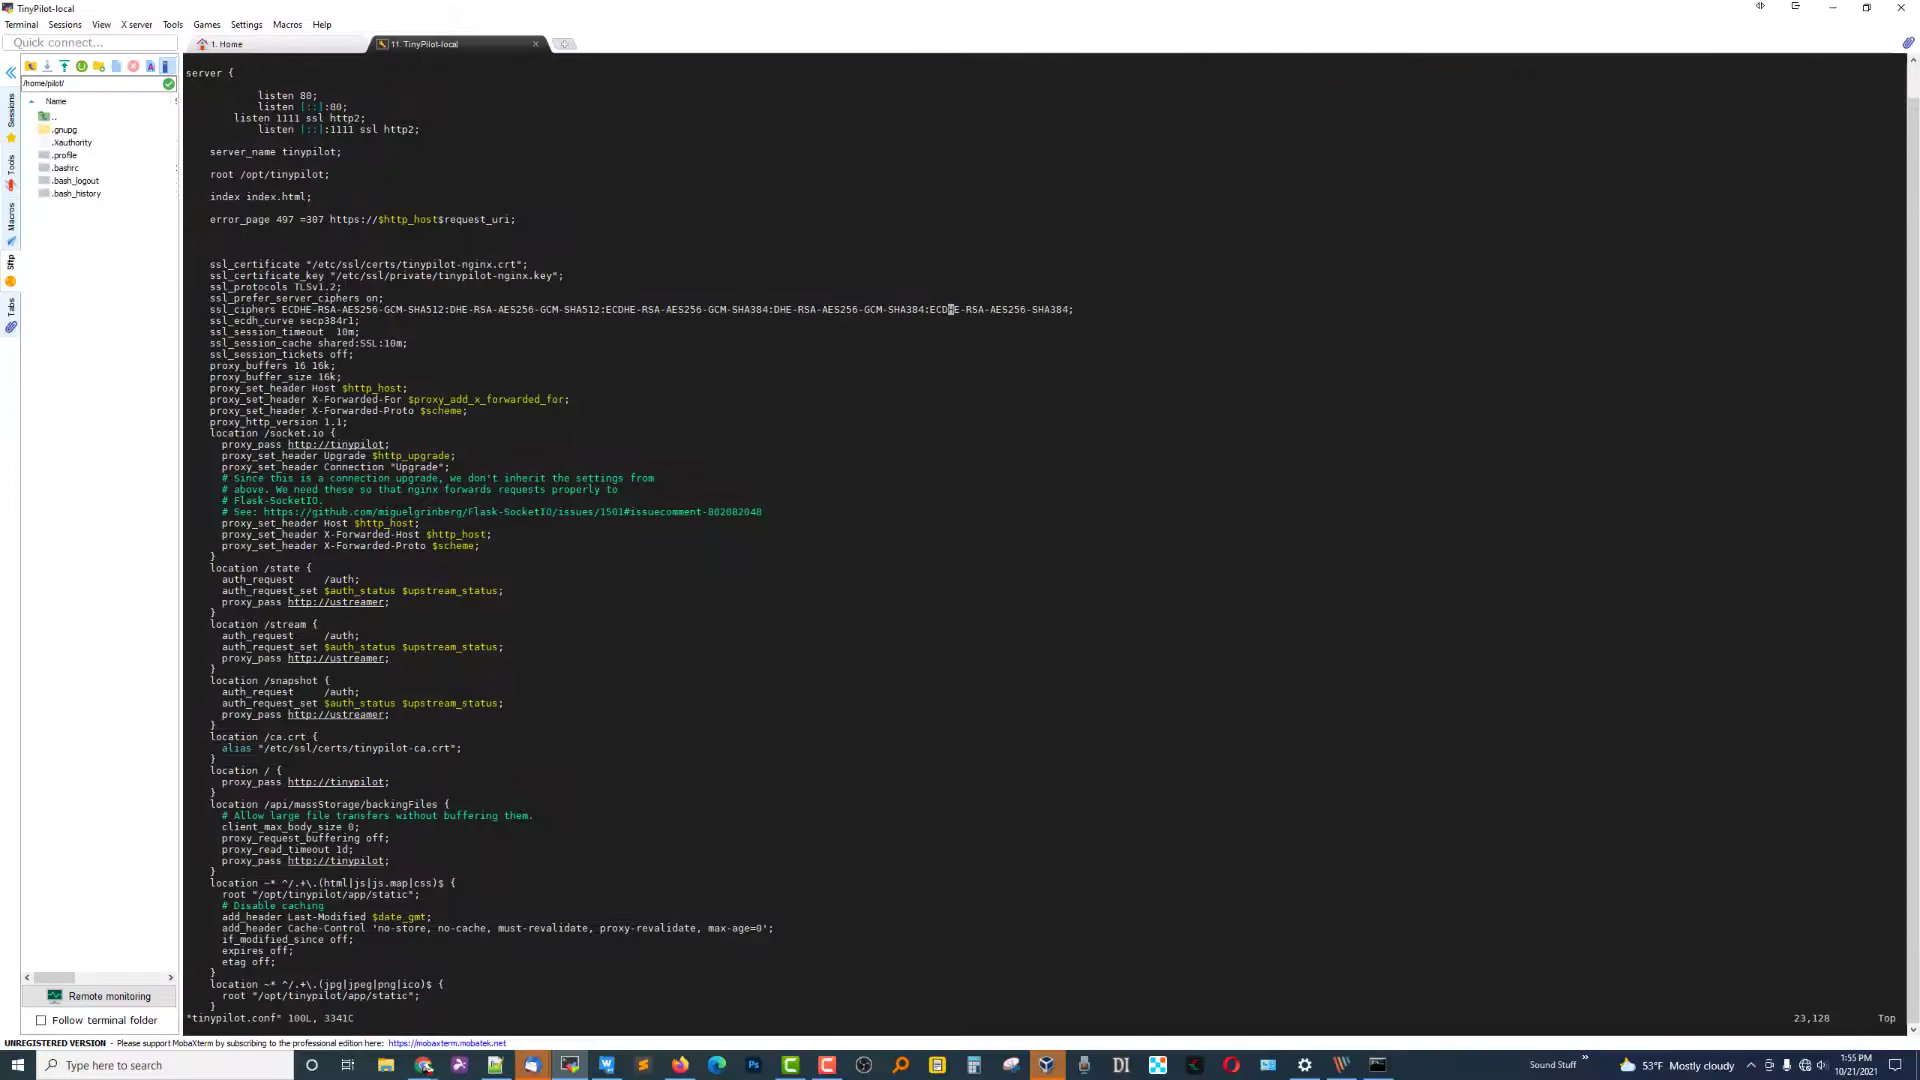 TinyPilot-local
Terminal Sessions View X server Tools Games Settings Macros Help
Quick connect...
1. Home
11. TinyPilot-local
/home/pilot/
Name
..
.gnupg
.Xauthority
.profile
.bashrc
.bash_logout
.bash_history
Sessions
Tools
Macros
Sftp
Tabs
server {
listen 80;
listen [::]:80;
listen 1111 ssl http2;
listen [::]:1111 ssl http2;
server_name tinypilot;
root /opt/tinypilot;
index index.html;
error_page 497 =307 https://$http_host$request_uri;
ssl_certificate "/etc/ssl/certs/tinypilot-nginx.crt";
ssl_certificate_key "/etc/ssl/private/tinypilot-nginx.key";
ssl_protocols TLSv1.2;
ssl_prefer_server_ciphers on;
ssl_ciphers ECDHE-RSA-AES256-GCM-SHA512:DHE-RSA-AES256-GCM-SHA512:ECDHE-RSA-AES256-GCM-SHA384:DHE-RSA-AES256-GCM-SHA384:ECDHE-RSA-AES256-SHA384;
ssl_ecdh_curve secp384r1;
ssl_session_timeout  10m;
ssl_session_cache shared:SSL:10m;
ssl_session_tickets off;
proxy_buffers 16 16k;
proxy_buffer_size 16k;
proxy_set_header Host $http_host;
proxy_set_header X-Forwarded-For $proxy_add_x_forwarded_for;
proxy_set_header X-Forwarded-Proto $scheme;
proxy_http_version 1.1;
location /socket.io {
proxy_pass http://tinypilot;
proxy_set_header Upgrade $http_upgrade;
proxy_set_header Connection "Upgrade";
# Since this is a connection upgrade, we don't inherit the settings from
# above. We need these so that nginx forwards requests properly to
# Flask-SocketIO.
# See: https://github.com/miguelgrinberg/Flask-SocketIO/issues/1501#issuecomment-802082048
proxy_set_header Host $http_host;
proxy_set_header X-Forwarded-Host $http_host;
proxy_set_header X-Forwarded-Proto $scheme;
}
location /state {
auth_request     /auth;
auth_request_set $auth_status $upstream_status;
proxy_pass http://ustreamer;
}
location /stream {
auth_request     /auth;
auth_request_set $auth_status $upstream_status;
proxy_pass http://ustreamer;
}
location /snapshot {
auth_request     /auth;
auth_request_set $auth_status $upstream_status;
proxy_pass http://ustreamer;
}
location /ca.crt {
alias "/etc/ssl/certs/tinypilot-ca.crt";
}
location / {
proxy_pass http://tinypilot;
}
location /api/massStorage/backingFiles {
# Allow large file transfers without buffering them.
client_max_body_size 0;
proxy_request_buffering off;
proxy_read_timeout 1d;
proxy_pass http://tinypilot;
}
location ~* ^/.+\.(html|js|js.map|css)$ {
root "/opt/tinypilot/app/static";
# Disable caching
add_header Last-Modified $date_gmt;
add_header Cache-Control 'no-store, no-cache, must-revalidate, proxy-revalidate, max-age=0';
if_modified_since off;
expires off;
etag off;
}
location ~* ^/.+\.(jpg|jpeg|png|ico)$ {
root "/opt/tinypilot/app/static";
}
"tinypilot.conf" 100L, 3341C
23,128
Top
Remote monitoring
Follow terminal folder
UNREGISTERED VERSION - Please support MobaXterm by subscribing to the professional edition here: https://mobaxterm.mobatek.net
Type here to search
Sound Stuff
53°F Mostly cloudy
1:55 PM
10/21/2021